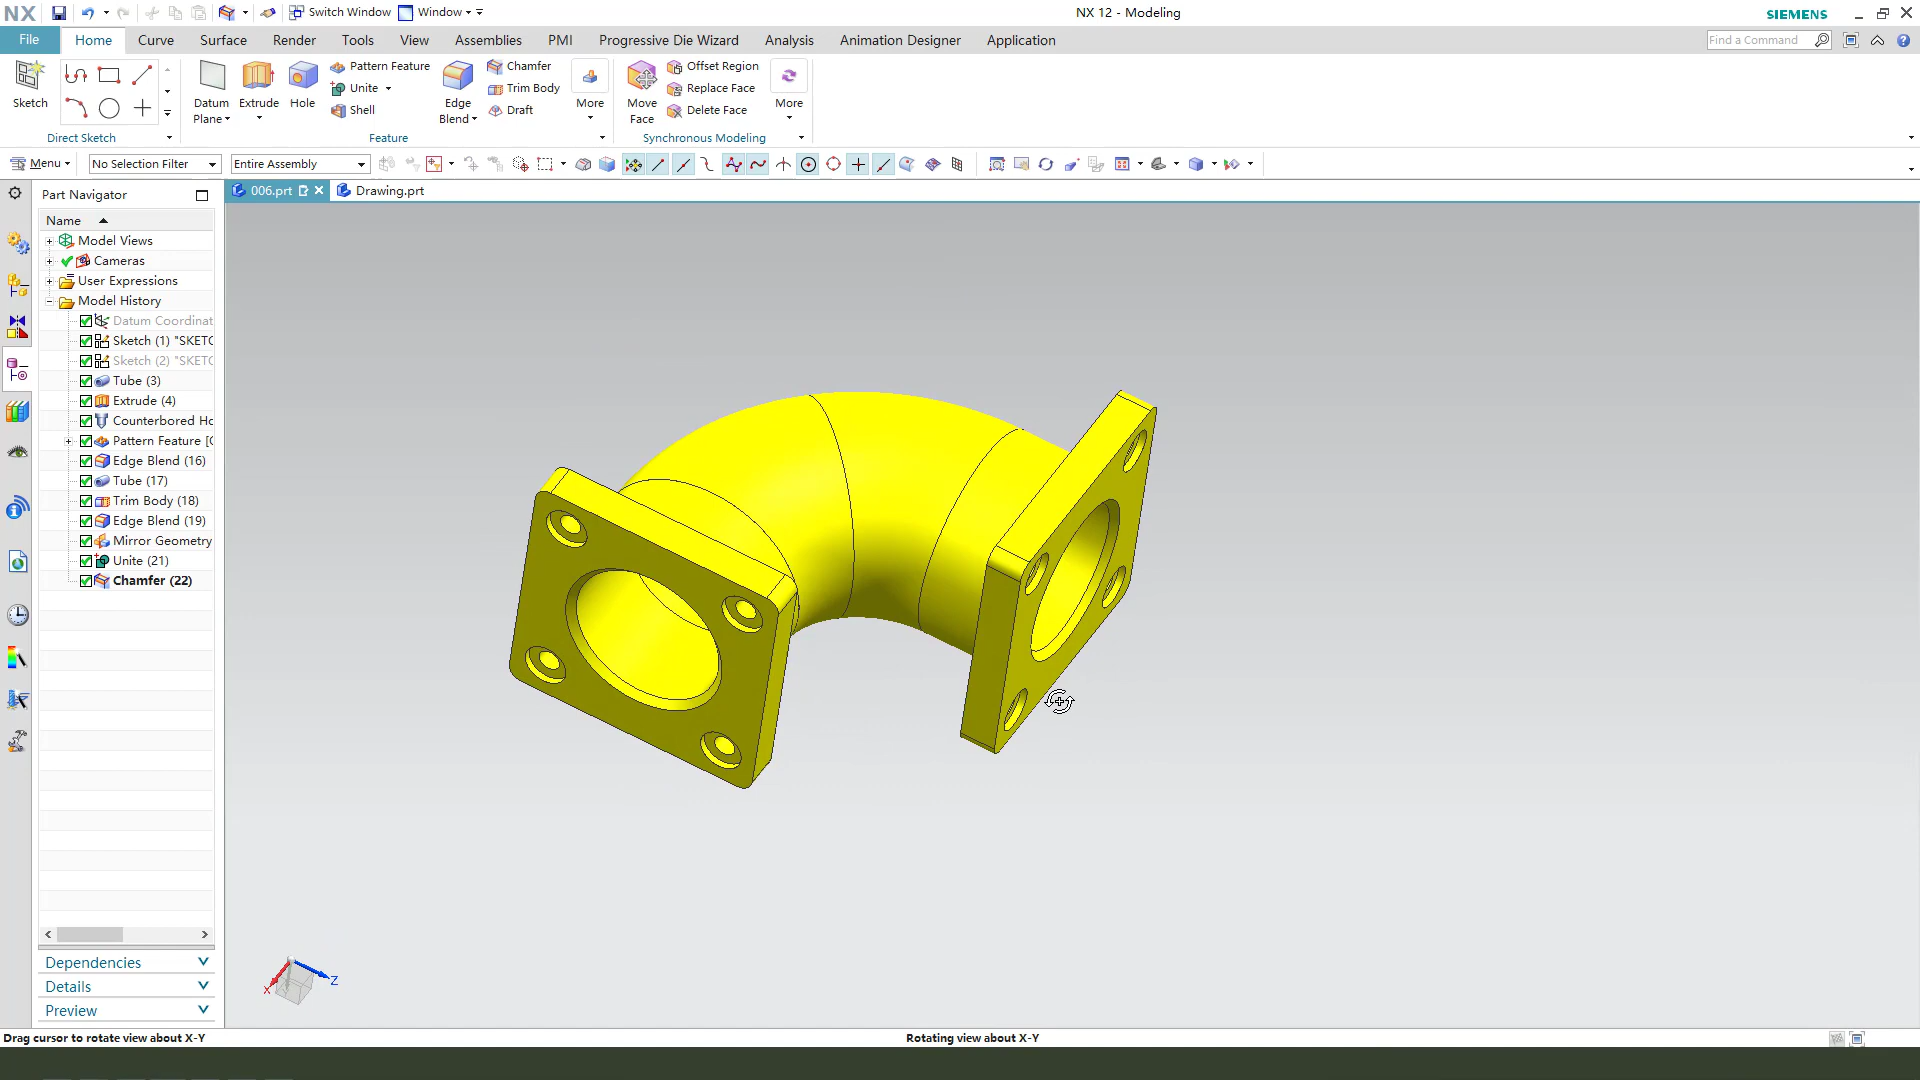 NX Switch Window Window NX 12 - Modeling SIEMENS
File Home Curve Surface Render Tools View Assemblies PMI Progressive Die Wizard Analysis Animation Designer Application Find a Command
Sketch
Direct Sketch
Datum Plane Extrude Hole
Pattern Feature
Unite
Shell
Edge Blend
Chamfer
Trim Body
Draft
More
Feature
Move Face
Offset Region
Replace Face
Delete Face
More
Synchronous Modeling
Menu No Selection Filter Entire Assembly
Part Navigator 006.prt Drawing.prt
Name
Model Views
Cameras
User Expressions
Model History
Datum Coordinat
Sketch (1) "SKETC
Sketch (2) "SKETC
Tube (3)
Extrude (4)
Counterbored Ho
Pattern Feature [C
Edge Blend (16)
Tube (17)
Trim Body (18)
Edge Blend (19)
Mirror Geometry
Unite (21)
Chamfer (22)
Dependencies
Details
Preview
X Z
Drag cursor to rotate view about X-Y Rotating view about X-Y